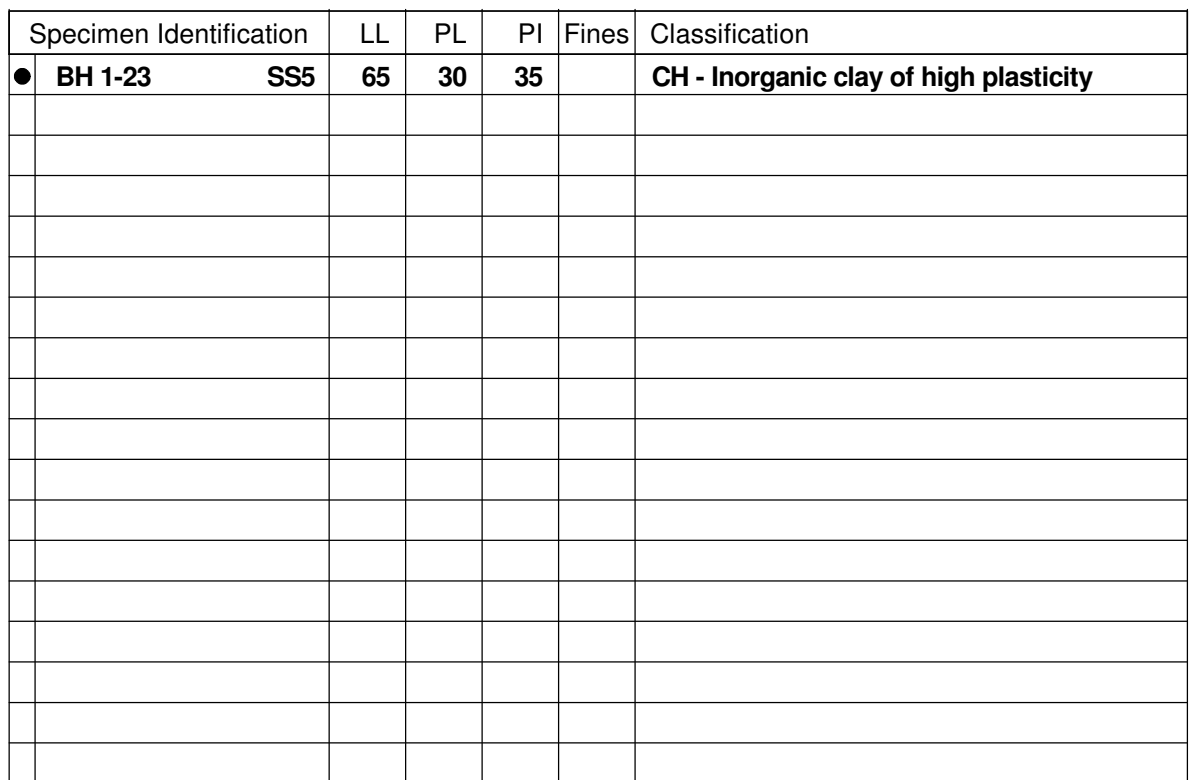 Specimen Identification LL PL PI Fines Classification
● BH 1-23 SS5 65 30 35 CH - Inorganic clay of high plasticity